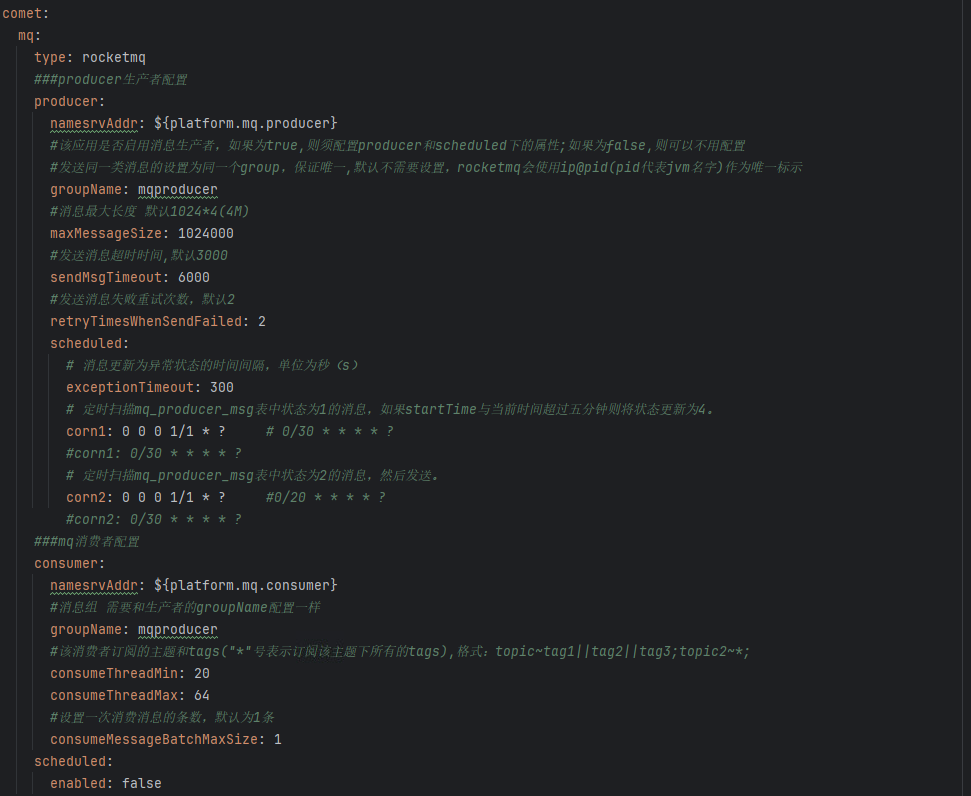 comet:
  mq:
    type: rocketmq
    ###producer生产者配置
    producer:
      namesrvAddr: ${platform.mq.producer}
      #该应用是否启用消息生产者，如果为true,则须配置producer和scheduled下的属性;如果为false,则可以不用配置
      #发送同一类消息的设置为同一个group，保证唯一,默认不需要设置，rocketmq会使用ip@pid(pid代表jvm名字)作为唯一标示
      groupName: mqproducer
      #消息最大长度 默认1024*4(4M)
      maxMessageSize: 1024000
      #发送消息超时时间,默认3000
      sendMsgTimeout: 6000
      #发送消息失败重试次数，默认2
      retryTimesWhenSendFailed: 2
      scheduled:
        # 消息更新为异常状态的时间间隔，单位为秒（s）
        exceptionTimeout: 300
        # 定时扫描mq_producer_msg表中状态为1的消息，如果startTime与当前时间超过五分钟则将状态更新为4。
        corn1: 0 0 0 1/1 * ?     # 0/30 * * * * ?
        #corn1: 0/30 * * * * ?
        # 定时扫描mq_producer_msg表中状态为2的消息，然后发送。
        corn2: 0 0 0 1/1 * ?     #0/20 * * * * ?
        #corn2: 0/30 * * * * ?
    ###mq消费者配置
    consumer:
      namesrvAddr: ${platform.mq.consumer}
      #消息组 需要和生产者的groupName配置一样
      groupName: mqproducer
      #该消费者订阅的主题和tags("*"号表示订阅该主题下所有的tags),格式：topic~tag1||tag2||tag3;topic2~*;
      consumeThreadMin: 20
      consumeThreadMax: 64
      #设置一次消费消息的条数，默认为1条
      consumeMessageBatchMaxSize: 1
    scheduled:
      enabled: false